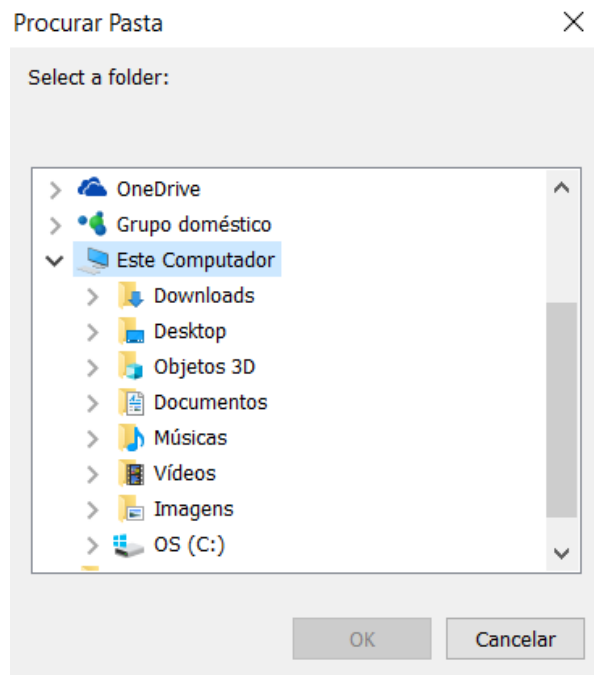 Procurar Pasta
Select a folder:
OneDrive
Grupo doméstico
Este Computador
Downloads
Desktop
Objetos 3D
Documentos
Músicas
Vídeos
Imagens
OS (C:)
OK
Cancelar